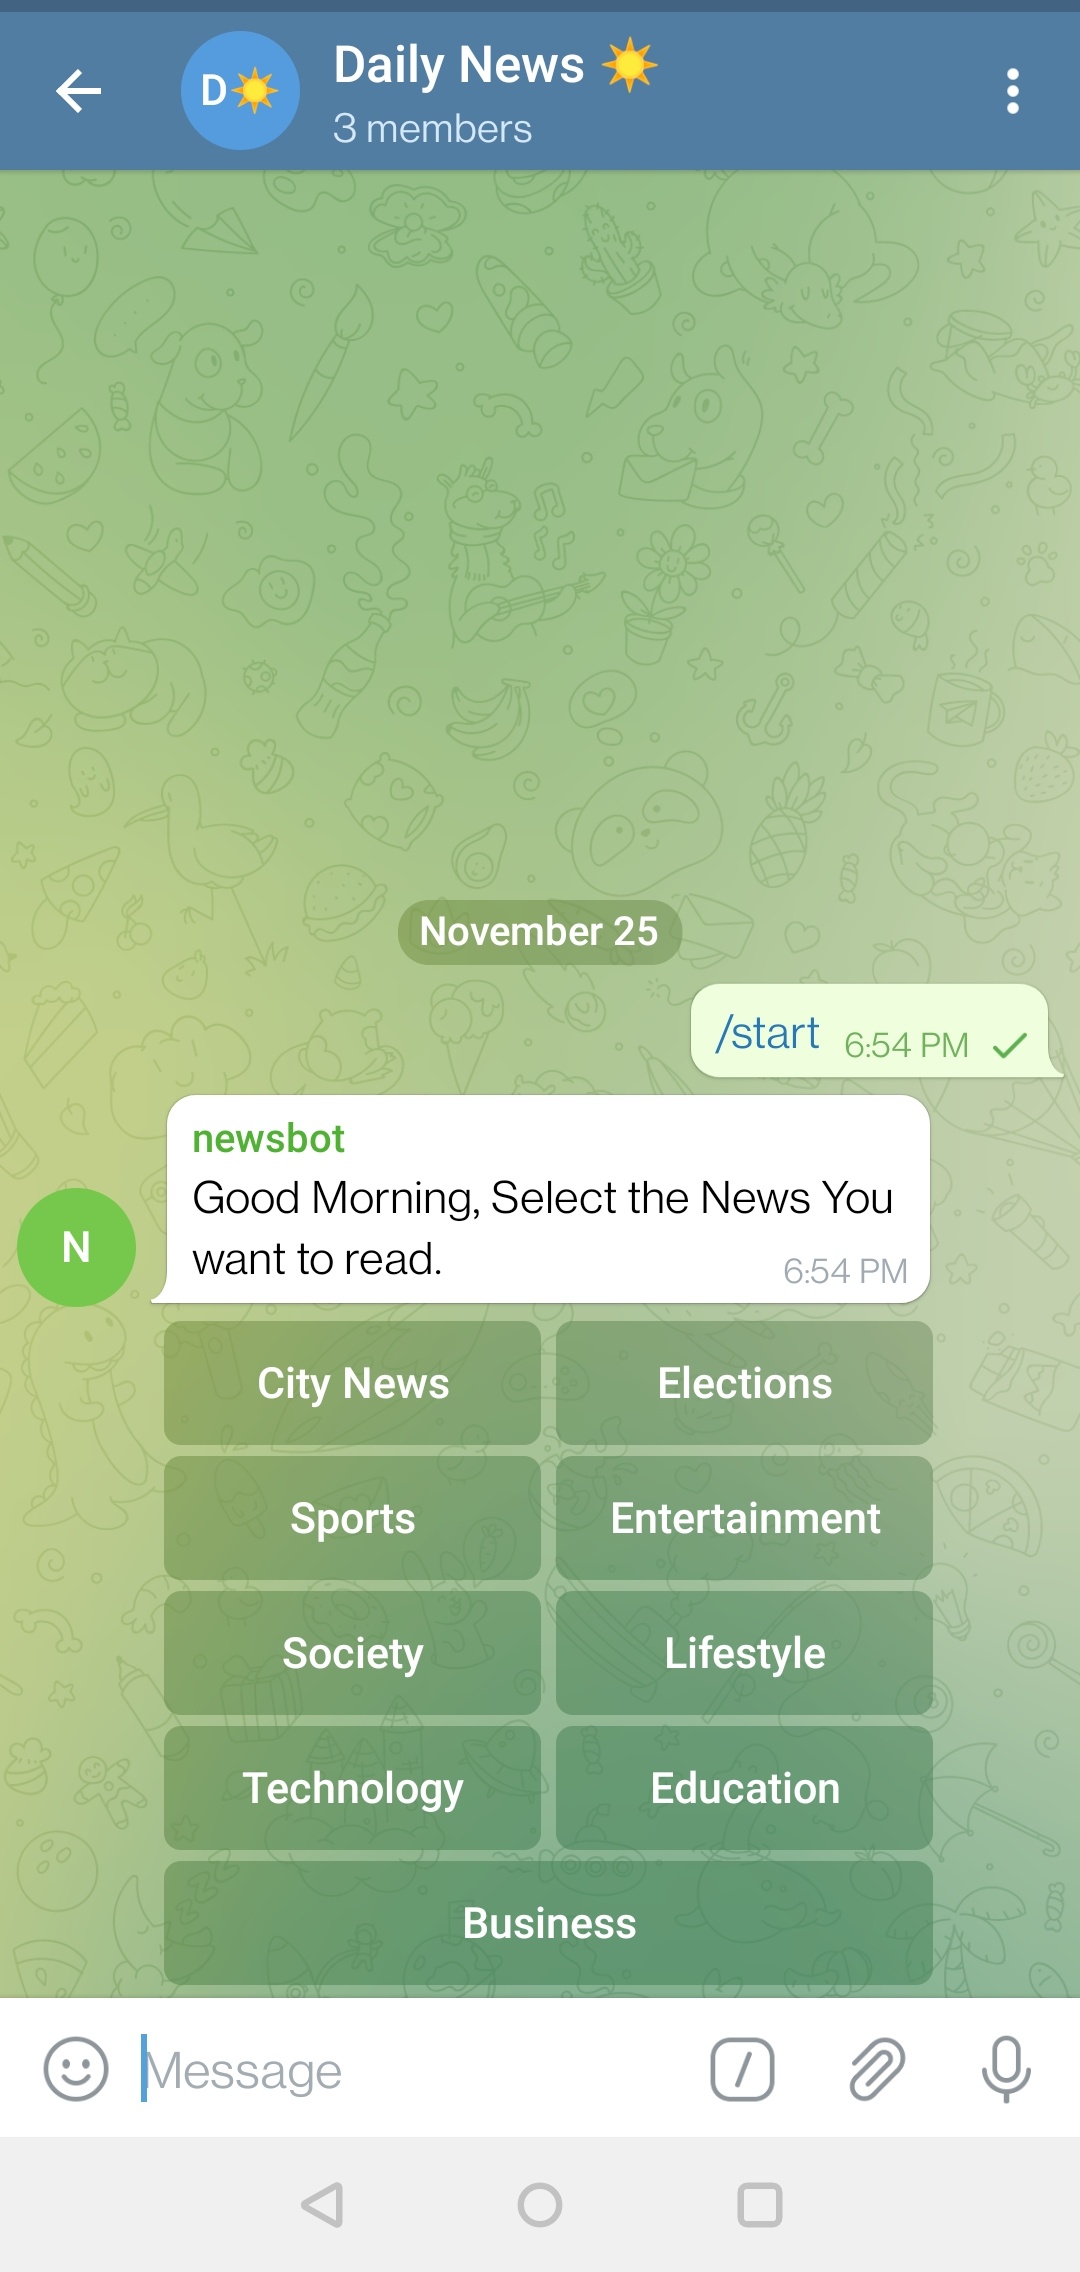 D☀️
Daily News ☀️
3 members
November 25
/start 6:54 PM
newsbot
Good Morning, Select the News You
want to read.
6:54 PM
N
City News
Elections
Sports
Entertainment
Society
Lifestyle
Technology
Education
Business
Message